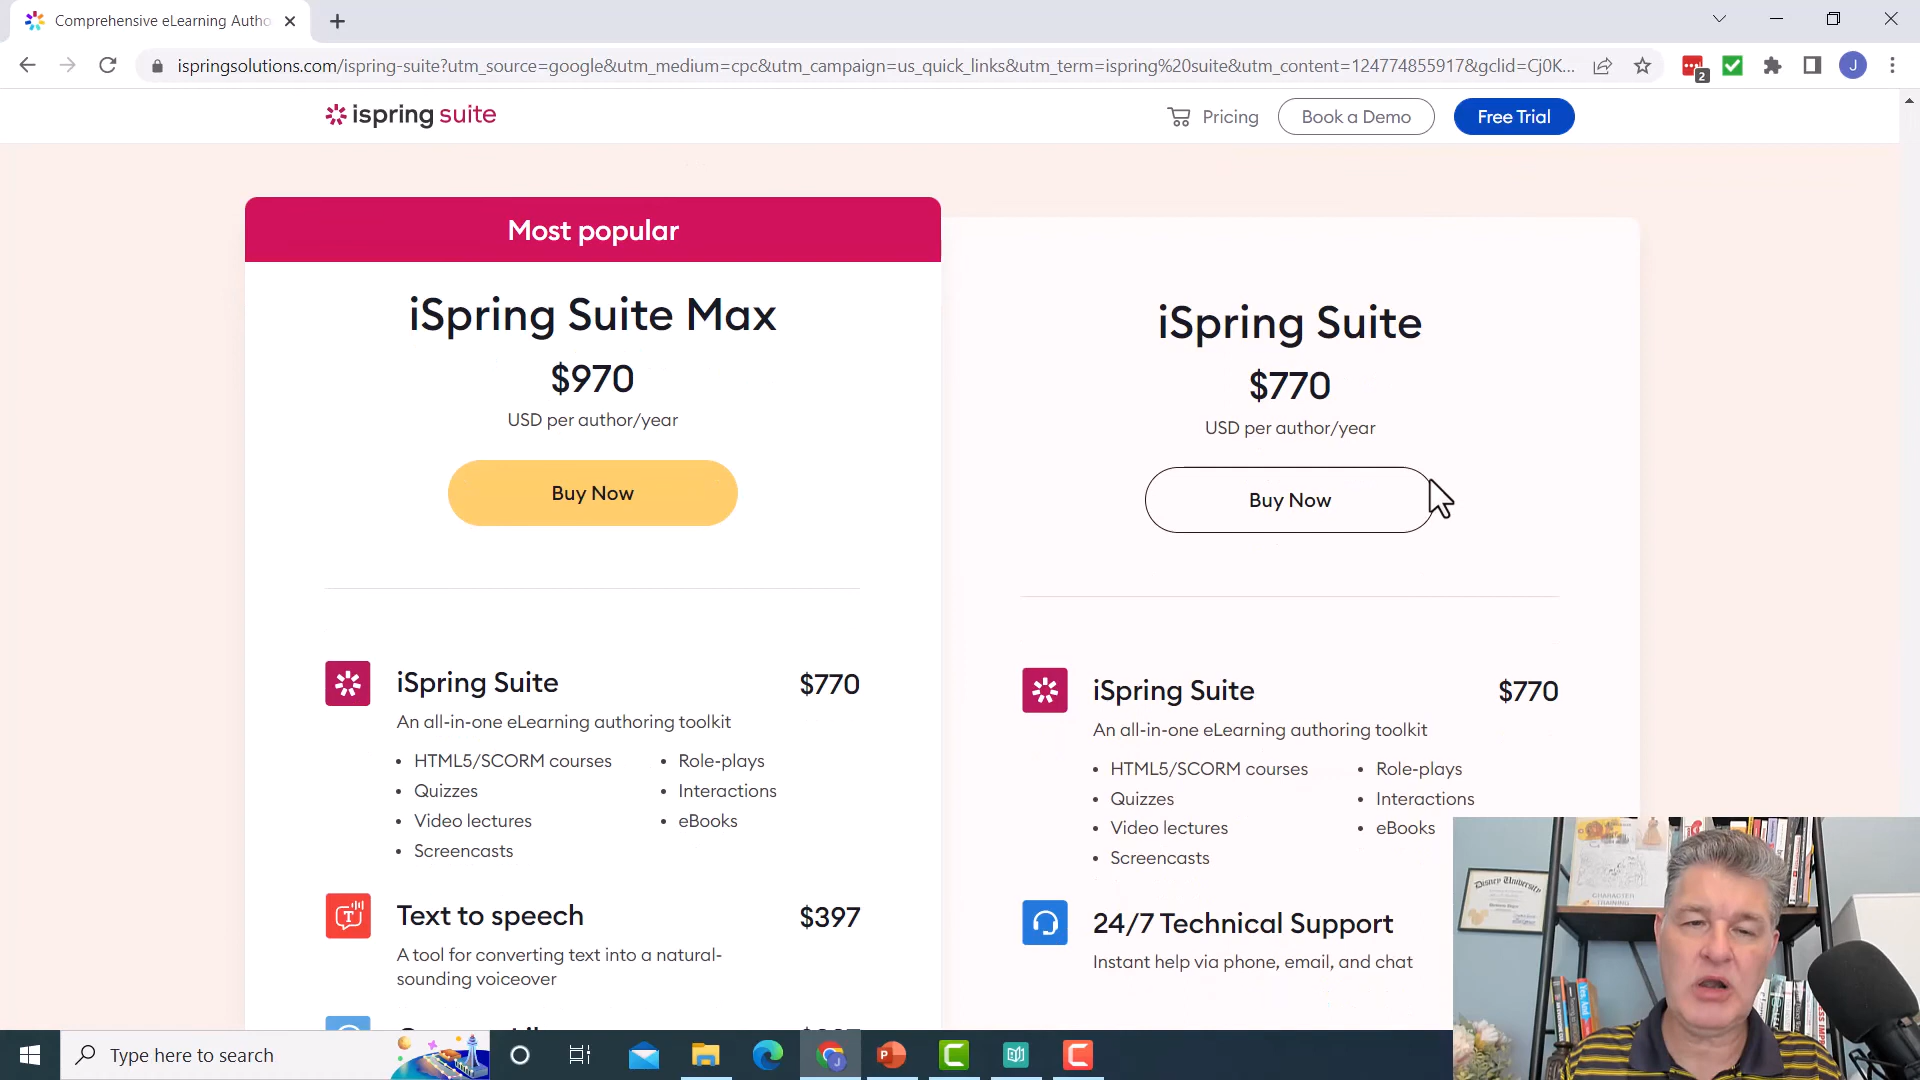 Comprehensive eLearning Autho
ispringsolutions.com/ispring-suite?utm_source=google&utm_medium=cpc&utm_campaign=us_quick_links&utm_term=ispring%20suite&utm_content=124774855917&gclid=Cj0K...
2
J
ispring suite
Pricing
Book a Demo
Free Trial
Most popular
iSpring Suite Max
$970
USD per author/year
Buy Now
iSpring Suite
$770
An all-in-one eLearning authoring toolkit
• HTML5/SCORM courses
• Quizzes
• Video lectures
• Screencasts
• Role-plays
• Interactions
• eBooks
Text to speech
$397
A tool for converting text into a natural-
sounding voiceover
iSpring Suite
$770
USD per author/year
Buy Now
iSpring Suite
$770
An all-in-one eLearning authoring toolkit
• HTML5/SCORM courses
• Quizzes
• Video lectures
• Screencasts
• Role-plays
• Interactions
• eBooks
24/7 Technical Support
Instant help via phone, email, and chat
Disney University
CHARACTER
TRAINING
Type here to search